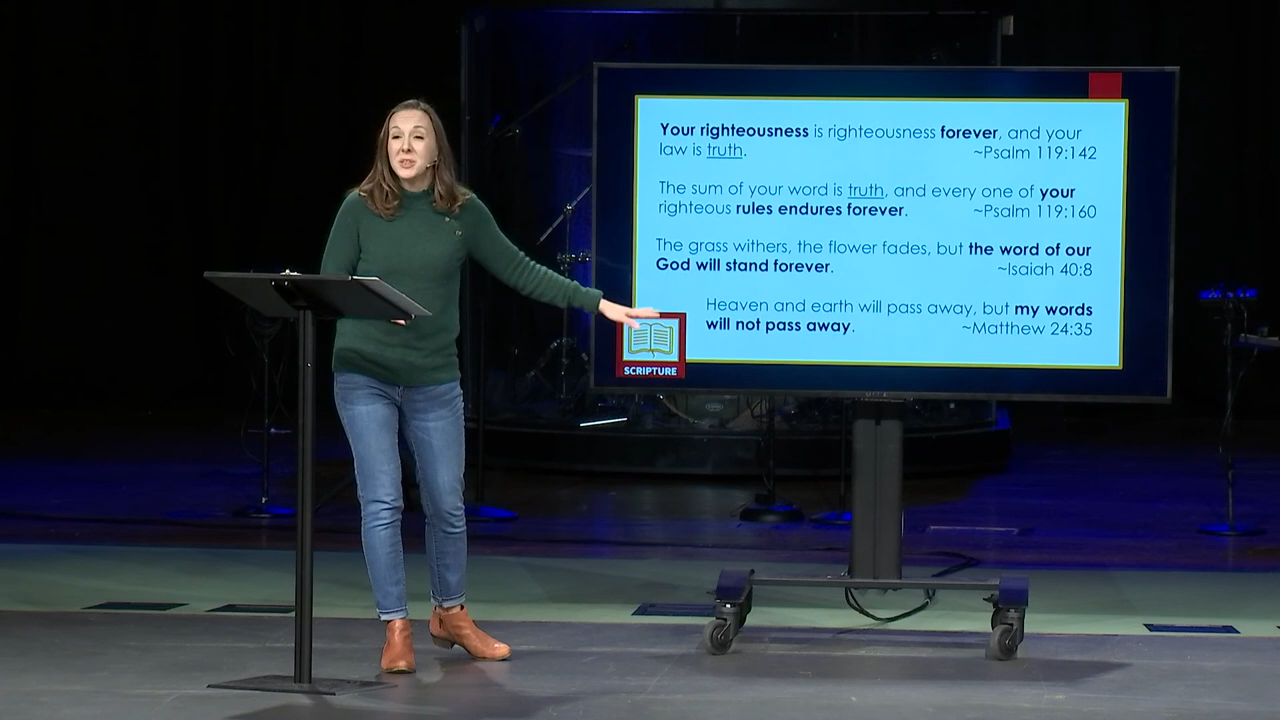 Your righteousness is righteousness forever, and your
law is truth. ~Psalm 119:142
The sum of your word is truth, and every one of your
righteous rules endures forever. ~Psalm 119:160
The grass withers, the flower fades, but the word of our
God will stand forever. ~Isaiah 40:8
Heaven and earth will pass away, but my words
will not pass away. ~Matthew 24:35
SCRIPTURE